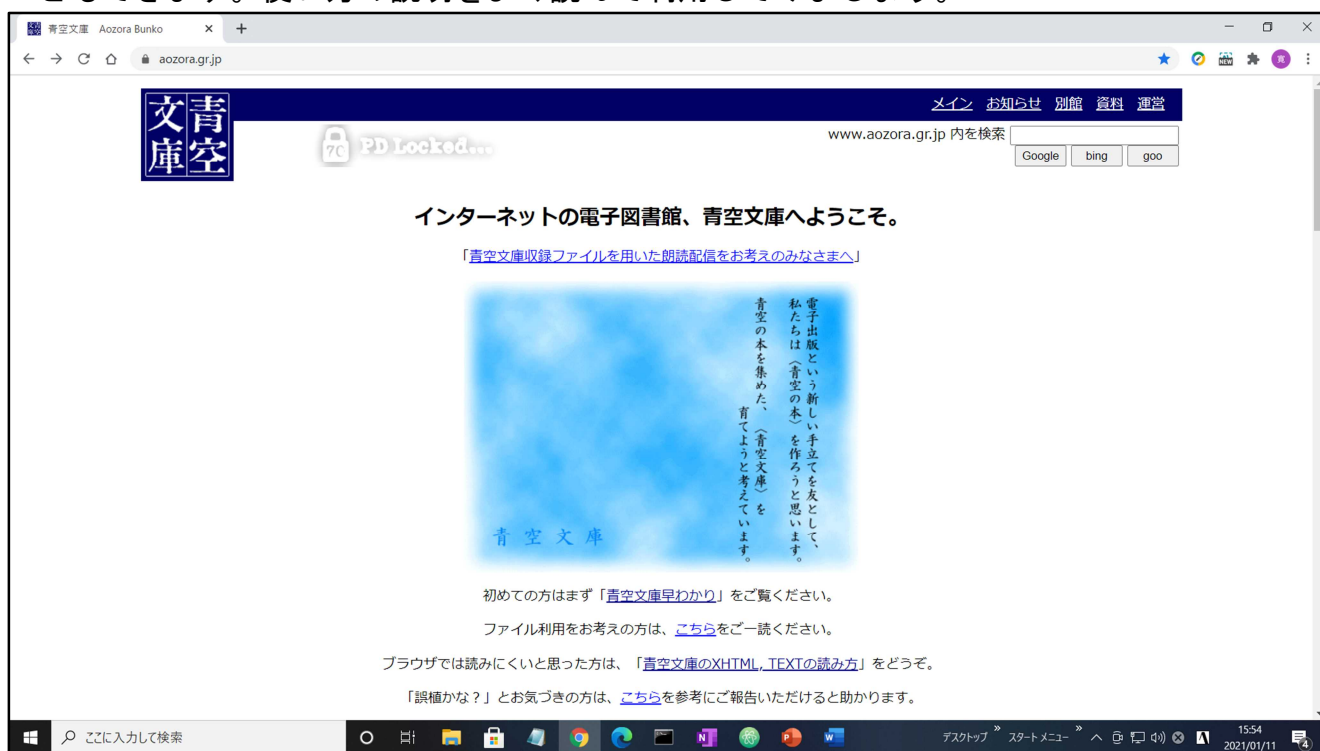 青空文庫 Aozora Bunko
aozora.gr.jp
NEW
寛
青空文庫
メイン お知らせ 別館 資料 運営
70 PD Locked...
www.aozora.gr.jp 内を検索
Google bing goo
インターネットの電子図書館、青空文庫へようこそ。
「青空文庫収録ファイルを用いた朗読配信をお考えのみなさまへ」
電子出版という新しい手立てを友として、
私たちは〈青空の本〉を作ろうと思います。
青空の本を集めた、〈青空文庫〉を
育てようと考えています。
青空文庫
初めての方はまず「青空文庫早わかり」をご覧ください。
ファイル利用をお考えの方は、こちらをご一読ください。
ブラウザでは読みにくいと思った方は、「青空文庫のXHTML, TEXTの読み方」をどうぞ。
「誤植かな?」とお気づきの方は、こちらを参考にご報告いただけると助かります。
ここに入力して検索
デスクトップ » スタート メニュー »
A
15:54
2021/01/11
4